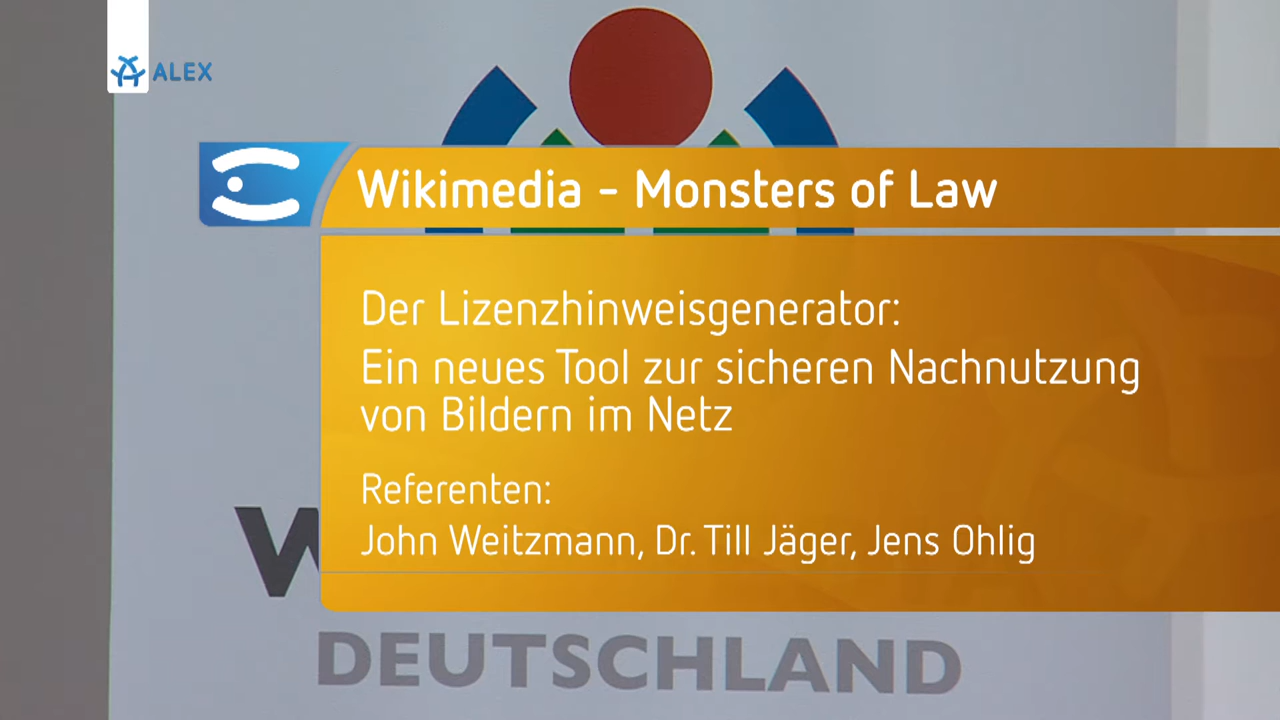 ALEX
Wikimedia - Monsters of Law
Der Lizenzhinweisgenerator:
Ein neues Tool zur sicheren Nachnutzung
von Bildern im Netz
Referenten:
John Weitzmann, Dr. Till Jäger, Jens Ohlig
W
DEUTSCHLAND